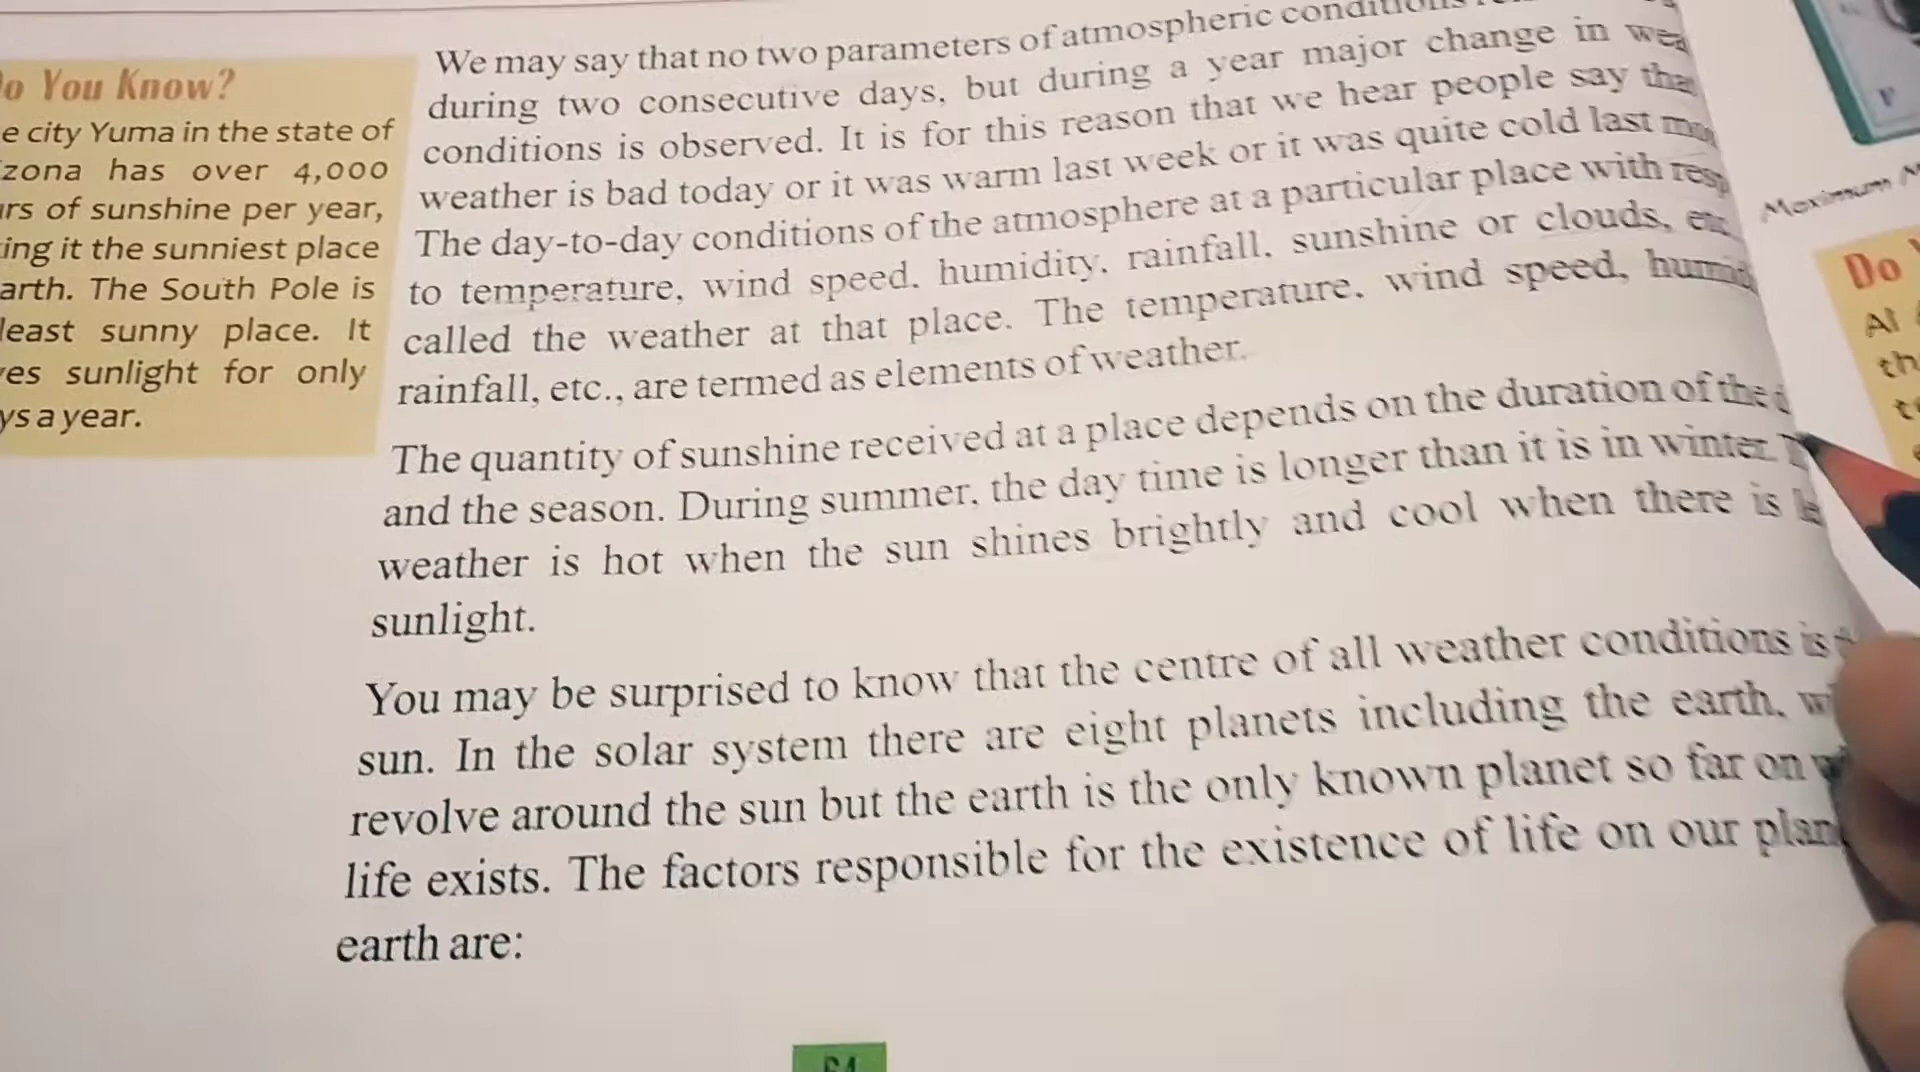 Do You Know?
e city Yuma in the state of
zona has over 4,000
rs of sunshine per year,
ing it the sunniest place
arth. The South Pole is
least sunny place. It
es sunlight for only
ys a year.
We may say that no two parameters of atmospheric conditions
during two consecutive days, but during a year major change in
conditions is observed. It is for this reason that we hear people say
weather is bad today or it was warm last week or it was quite cold last
The day-to-day conditions of the atmosphere at a particular place with
to temperature, wind speed, humidity, rainfall, sunshine or clouds, etc.
called the weather at that place. The temperature, wind speed,
rainfall, etc., are termed as elements of weather.
The quantity of sunshine received at a place depends on the duration of the
and the season. During summer, the day time is longer than it is in winter.
weather is hot when the sun shines brightly and cool when there is
sunlight.
You may be surprised to know that the centre of all weather conditions is
sun. In the solar system there are eight planets including the earth,
revolve around the sun but the earth is the only known planet so far on
life exists. The factors responsible for the existence of life on our
earth are:
64
Maximum
Do
Al
th